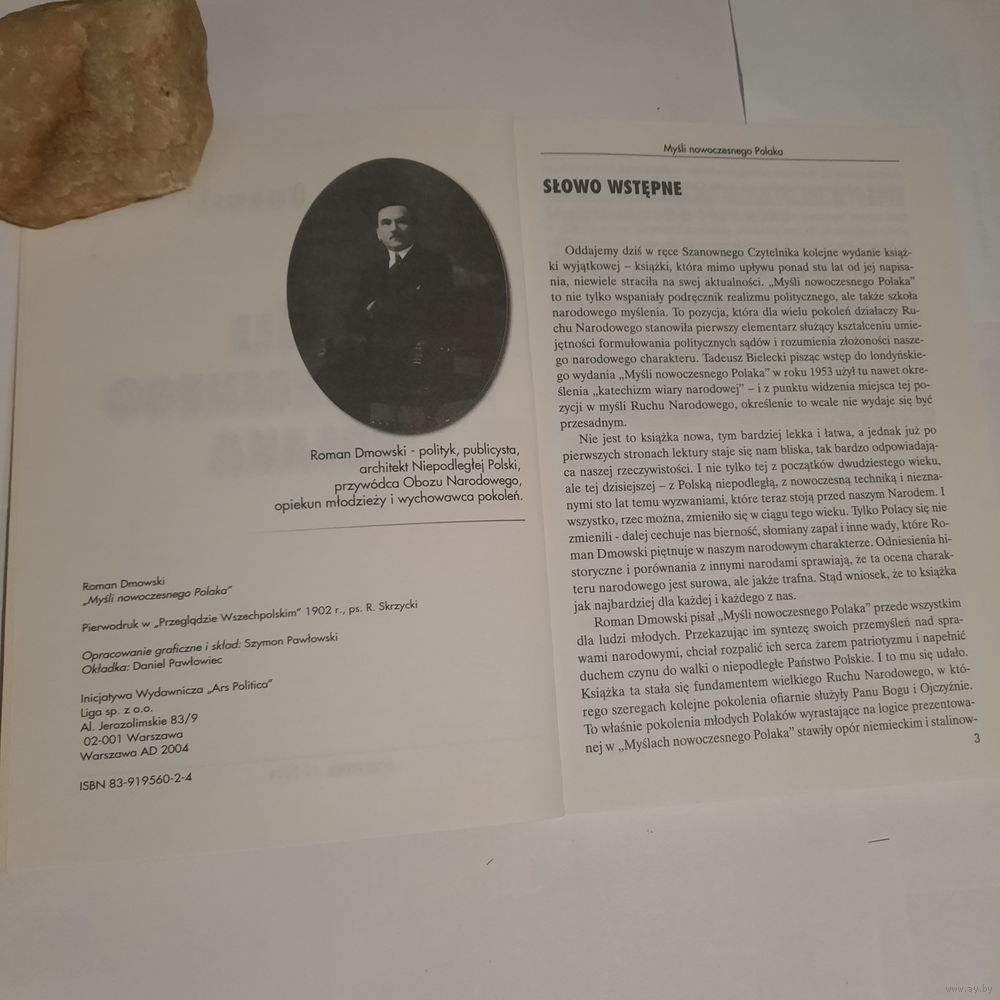 Roman Dmowski - polityk, publicysta,
architekt Niepodległej Polski,
przywódca Obozu Narodowego,
opiekun młodzieży i wychowawca pokoleń.
Roman Dmowski
„Myśli nowoczesnego Polaka”
Pierwodruk w „Przeglądzie Wszechpolskim” 1902 r., ps. R. Skrzycki
Opracowanie graficzne i skład: Szymon Pawłowski
Okładka: Daniel Pawłowiec
Inicjatywa Wydawnicza „Ars Politica”
Liga sp. z o.o.
Al. Jerozolimskie 83/9
02-001 Warszawa
Warszawa AD 2004
ISBN 83-919560-2-4
Myśli nowoczesnego Polaka
SŁOWO WSTĘPNE
Oddajemy dziś w ręce Szanownego Czytelnika kolejne wydanie książ-
ki wyjątkowej – książki, która mimo upływu ponad stu lat od jej napisa-
nia, niewiele straciła na swej aktualności. „Myśli nowoczesnego Polaka”
to nie tylko wspaniały podręcznik realizmu politycznego, ale także szkoła
narodowego myślenia. To pozycja, która dla wielu pokoleń działaczy Ru-
chu Narodowego stanowiła pierwszy elementarz służący kształceniu umie-
jętności formułowania politycznych sądów i rozumienia złożoności nasze-
go narodowego charakteru. Tadeusz Bielecki pisząc wstęp do londyńskie-
go wydania „Myśli nowoczesnego Polaka” w roku 1953 użył tu nawet okre-
ślenia „katechizm wiary narodowej” – i z punktu widzenia miejsca tej po-
zycji w myśli Ruchu Narodowego, określenie to wcale nie wydaje się być
przesadnym.
Nie jest to książka nowa, tym bardziej lekka i łatwa, a jednak już po
pierwszych stronach lektury staje się nam bliska, tak bardzo odpowiadają-
ca naszej rzeczywistości. I nie tylko tej z początków dwudziestego wieku,
ale tej dzisiejszej – z Polską niepodległą, z nowoczesną techniką i niezna-
nymi sto lat temu wyzwaniami, które teraz stoją przed naszym Narodem. I
wszystko, rzec można, zmieniło się w ciągu tego wieku. Tylko Polacy się nie
zmienili - dalej cechuje nas bierność, słomiany zapał i inne wady, które Ro-
man Dmowski piętnuje w naszym narodowym charakterze. Odniesienia hi-
storyczne i porównania z innymi narodami sprawiają, że ta ocena charak-
teru narodowego jest surowa, ale jakże trafna. Stąd wniosek, że to książka
jak najbardziej dla każdej i każdego z nas.
Roman Dmowski pisał „Myśli nowoczesnego Polaka” przede wszystkim
dla ludzi młodych. Przekazując im syntezę swoich przemyśleń nad spra-
wami narodowymi, chciał rozpalić ich serca żarem patriotyzmu i napełnić
duchem czynu do walki o niepodległe Państwo Polskie. I to mu się udało.
Książka ta stała się fundamentem wielkiego Ruchu Narodowego, w któ-
rego szeregach kolejne pokolenia ofiarnie służyły Panu Bogu i Ojczyźnie.
To właśnie pokolenia młodych Polaków wyrastające na logice prezentowa-
nej w „Myślach nowoczesnego Polaka” stawiły opór niemieckim i stalinow-
3
www.ay.by